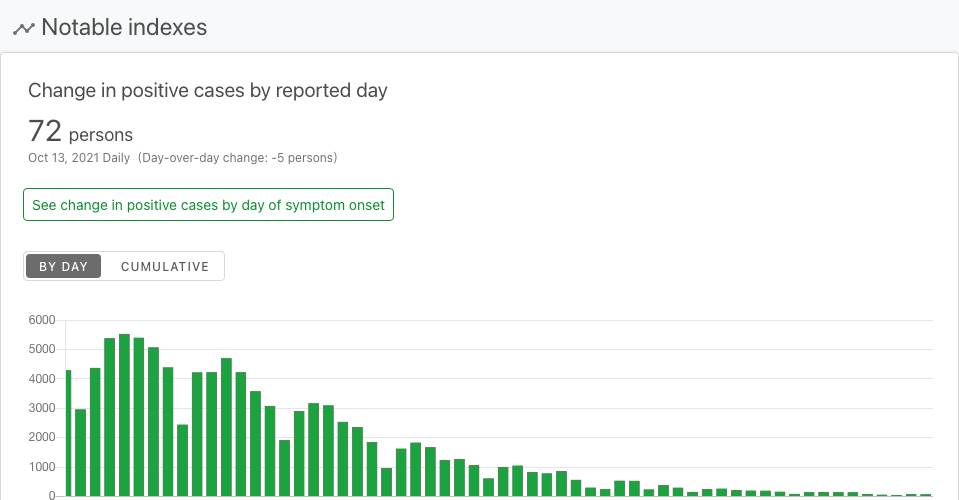 Notable indexes
Change in positive cases by reported day
72 persons
Oct 13, 2021 Daily (Day-over-day change: -5 persons)
See change in positive cases by day of symptom onset
BY DAY CUMULATIVE
6000
5000
4000
3000
2000
1000
0